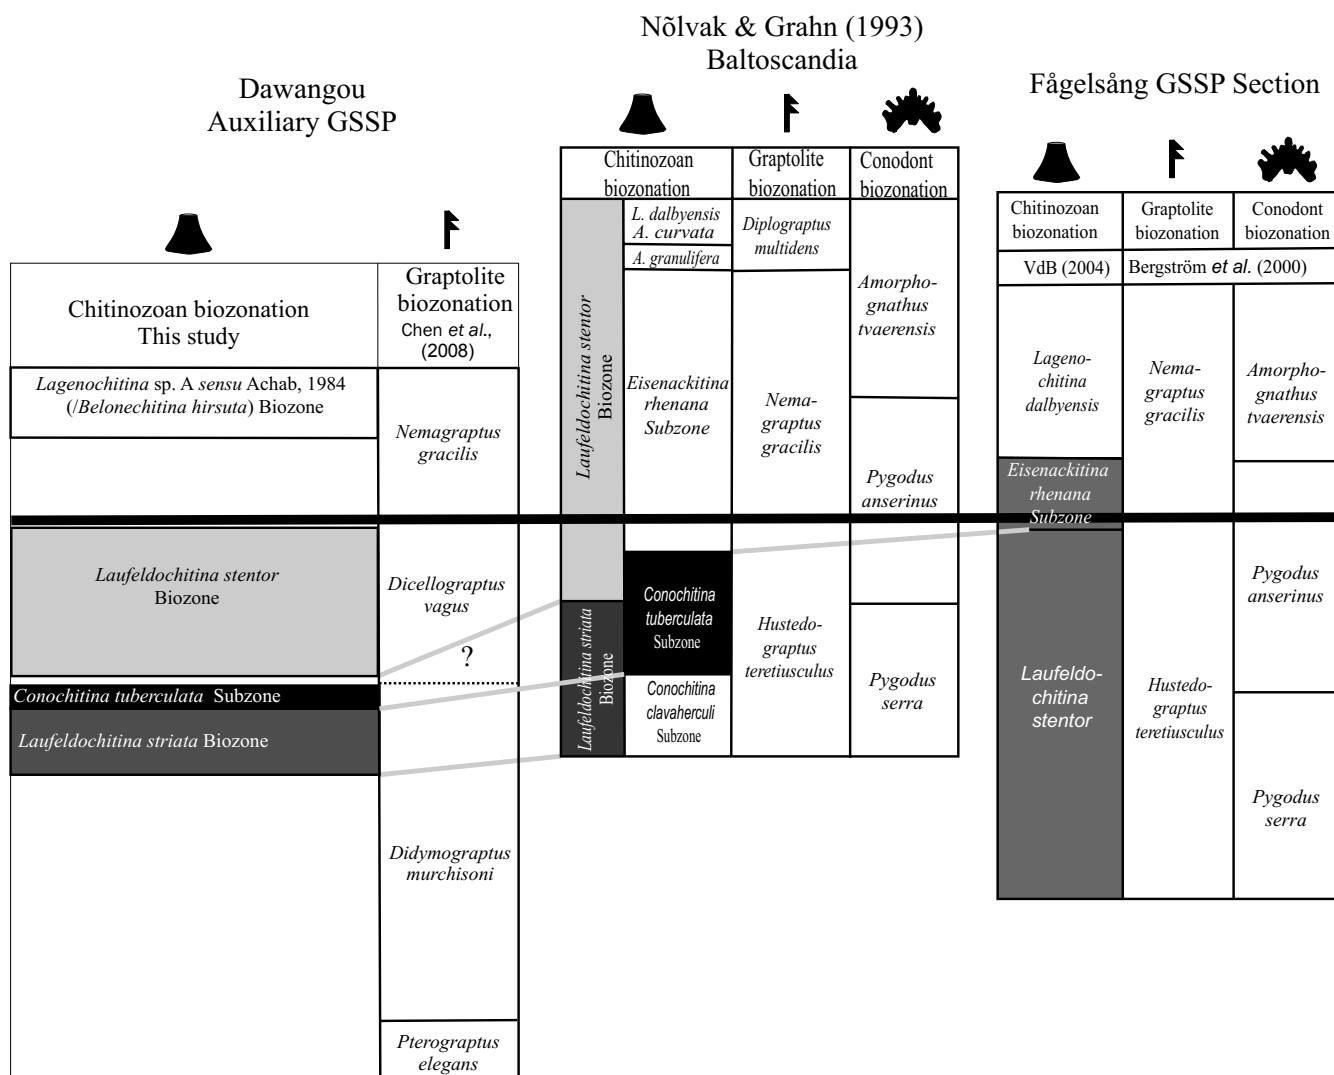 Dawangou
Auxiliary GSSP
Chitinozoan biozonation
This study
Graptolite
biozonation
Chen et al.,
(2008)
Lagenochitina sp. A sensu Achab, 1984
(/Belonechitina hirsuta) Biozone
Nemagraptus
gracilis
Laufeldochitina stentor
Biozone
Dicellograptus
vagus
?
Conochitina tuberculata Subzone
Laufeldochitina striata Biozone
Didymograptus
murchisoni
Pterograptus
elegans
Nõlvak & Grahn (1993)
Baltoscandia
Chitinozoan
biozonation
Graptolite
biozonation
Conodont
biozonation
Laufeldochitina stentor
Biozone
L. dalbyensis
A. curvata
A. granulifera
Diplograptus
multidens
Eisenackitina
rhenana
Subzone
Nema-
graptus
gracilis
Amorpho-
gnathus
tvaerensis
Pygodus
anserinus
Laufeldochitina striata
Biozone
Conochitina
tuberculata
Subzone
Conochitina
clavaherculi
Subzone
Hustedo-
graptus
teretiusculus
Pygodus
serra
Fågelsång GSSP Section
Chitinozoan
biozonation
Graptolite
biozonation
Conodont
biozonation
VdB (2004)
Bergström et al. (2000)
Lageno-
chitina
dalbyensis
Nema-
graptus
gracilis
Amorpho-
gnathus
tvaerensis
Eisenackitina
rhenana
Subzone
Laufeldo-
chitina
stentor
Hustedo-
graptus
teretiusculus
Pygodus
anserinus
Pygodus
serra